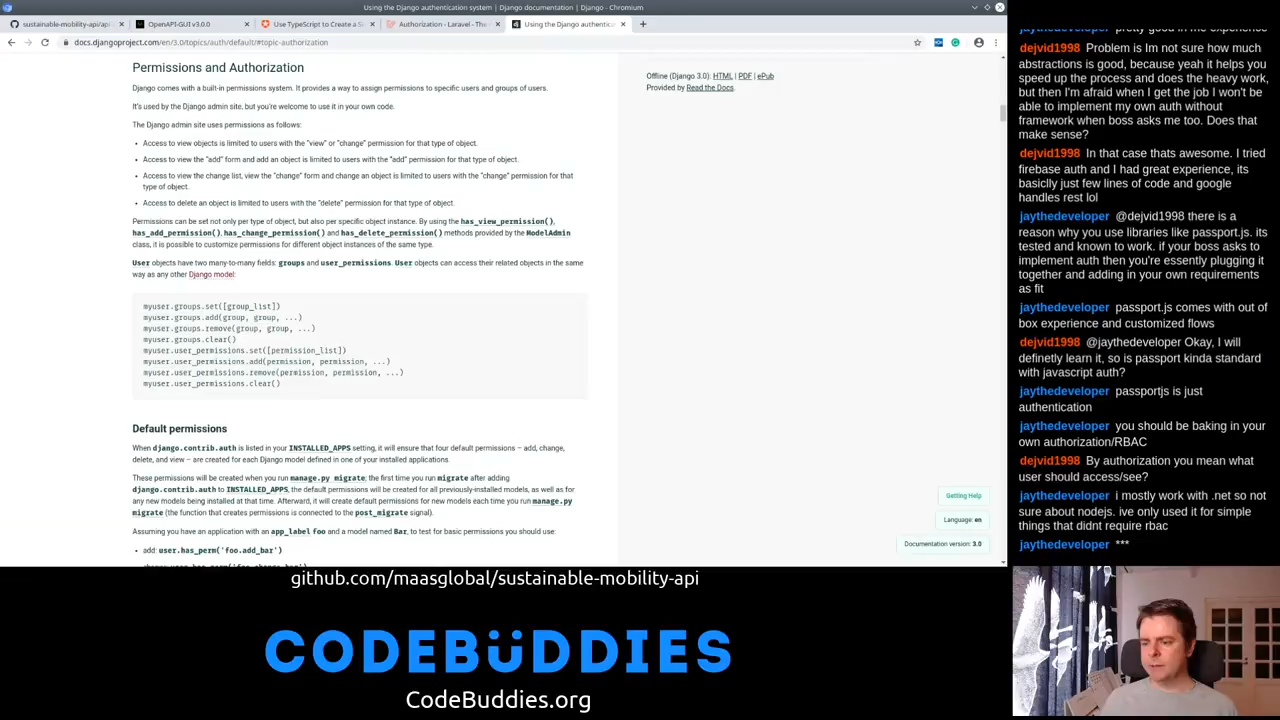 Using the Django authentication system | Django documentation | Django - Chromium
sustainable-mobility-api/api
OpenAPI-GUI v3.0.0
Use TypeScript to Create a S
Authorization - Laravel - The
Using the Django authentic
docs.djangoproject.com/en/3.0/topics/auth/default/#topic-authorization
Permissions and Authorization
Django comes with a built-in permissions system. It provides a way to assign permissions to specific users and groups of users.
It's used by the Django admin site, but you're welcome to use it in your own code.
The Django admin site uses permissions as follows:
• Access to view objects is limited to users with the "view" or "change" permission for that type of object.
• Access to view the "add" form and add an object is limited to users with the "add" permission for that type of object.
• Access to view the change list, view the "change" form and change an object is limited to users with the "change" permission for that
type of object.
• Access to delete an object is limited to users with the "delete" permission for that type of object.
Permissions can be set not only per type of object, but also per specific object instance. By using the has_view_permission(),
has_add_permission(), has_change_permission() and has_delete_permission() methods provided by the ModelAdmin
class, it is possible to customize permissions for different object instances of the same type.
User objects have two many-to-many fields: groups and user_permissions. User objects can access their related objects in the same
way as any other Django model:
myuser.groups.set([group_list])
myuser.groups.add(group, group, ...)
myuser.groups.remove(group, group, ...)
myuser.groups.clear()
myuser.user_permissions.set([permission_list])
myuser.user_permissions.add(permission, permission, ...)
myuser.user_permissions.remove(permission, permission, ...)
myuser.user_permissions.clear()
Default permissions
When django.contrib.auth is listed in your INSTALLED_APPS setting, it will ensure that four default permissions – add, change,
delete, and view – are created for each Django model defined in one of your installed applications.
These permissions will be created when you run manage.py migrate; the first time you run migrate after adding
django.contrib.auth to INSTALLED_APPS, the default permissions will be created for all previously-installed models, as well as for
any new models being installed at that time. Afterward, it will create default permissions for new models each time you run manage.py
migrate (the function that creates permissions is connected to the post_migrate signal).
Assuming you have an application with an app_label foo and a model named Bar, to test for basic permissions you should use:
• add: user.has_perm('foo.add_bar')
Offline (Django 3.0): HTML | PDF | ePub
Provided by Read the Docs.
Getting Help
Language: en
Documentation version: 3.0
jaythedeveloper pretty good in me experience
dejvid1998 Problem is Im not sure how much
abstractions is good, because yeah it helps you
speed up the process and does the heavy work,
but then I'm afraid when I get the job I won't be
able to implement my own auth without
framework when boss asks me too. Does that
make sense?
dejvid1998 In that case thats awesome. I tried
firebase auth and I had great experience, its
basiclly just few lines of code and google
handles rest lol
jaythedeveloper @dejvid1998 there is a
reason why you use libraries like passport.js. its
tested and known to work. if your boss asks to
implement auth then you're essently plugging it
together and adding in your own requirements
as fit
jaythedeveloper passport.js comes with out of
box experience and customized flows
dejvid1998 @jaythedeveloper Okay, I will
definetly learn it, so is passport kinda standard
with javascript auth?
jaythedeveloper passportjs is just
authentication
jaythedeveloper you should be baking in your
own authorization/RBAC
dejvid1998 By authorization you mean what
user should access/see?
jaythedeveloper i mostly work with .net so not
sure about nodejs. ive only used it for simple
things that didnt require rbac
jaythedeveloper ***
github.com/maasglobal/sustainable-mobility-api
CODEBÜDDIES
CodeBuddies.org